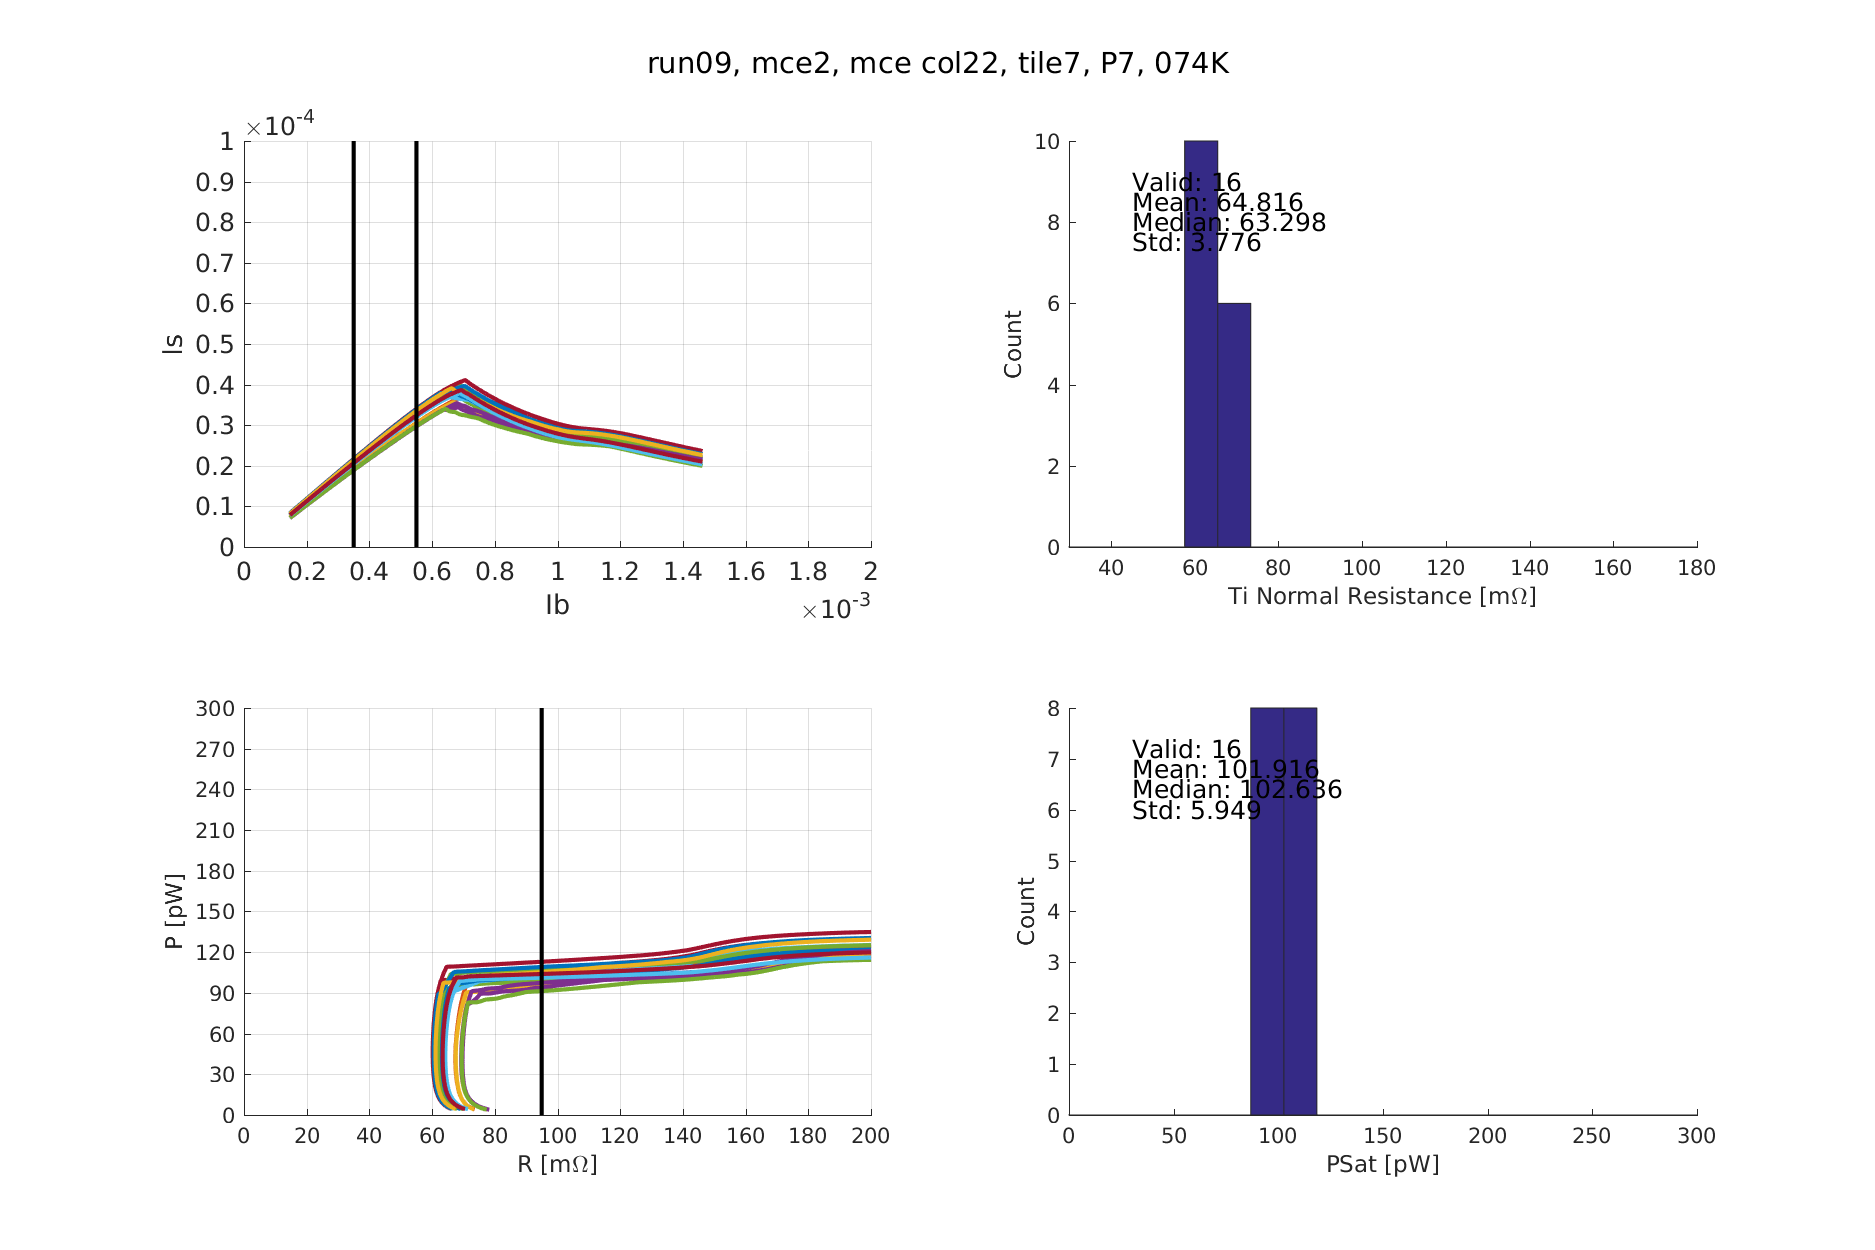 run09, mce2, mce col22, tile7, P7, 074K
×10-4
1
0.9
0.8
0.7
0.6
0.5
0.4
0.3
0.2
0.1
0
Is
0 0.2 0.4 0.6 0.8 1 1.2 1.4 1.6 1.8 2
Ib
×10-3
10
8
6
4
2
0
Count
Valid: 16
Mean: 64.816
Median: 63.298
Std: 3.776
40 60 80 100 120 140 160 180
Ti Normal Resistance [mΩ]
300
270
240
210
180
150
120
90
60
30
0
P [pW]
0 20 40 60 80 100 120 140 160 180 200
R [mΩ]
8
7
6
5
4
3
2
1
0
Count
Valid: 16
Mean: 101.916
Median: 102.636
Std: 5.949
0 50 100 150 200 250 300
PSat [pW]